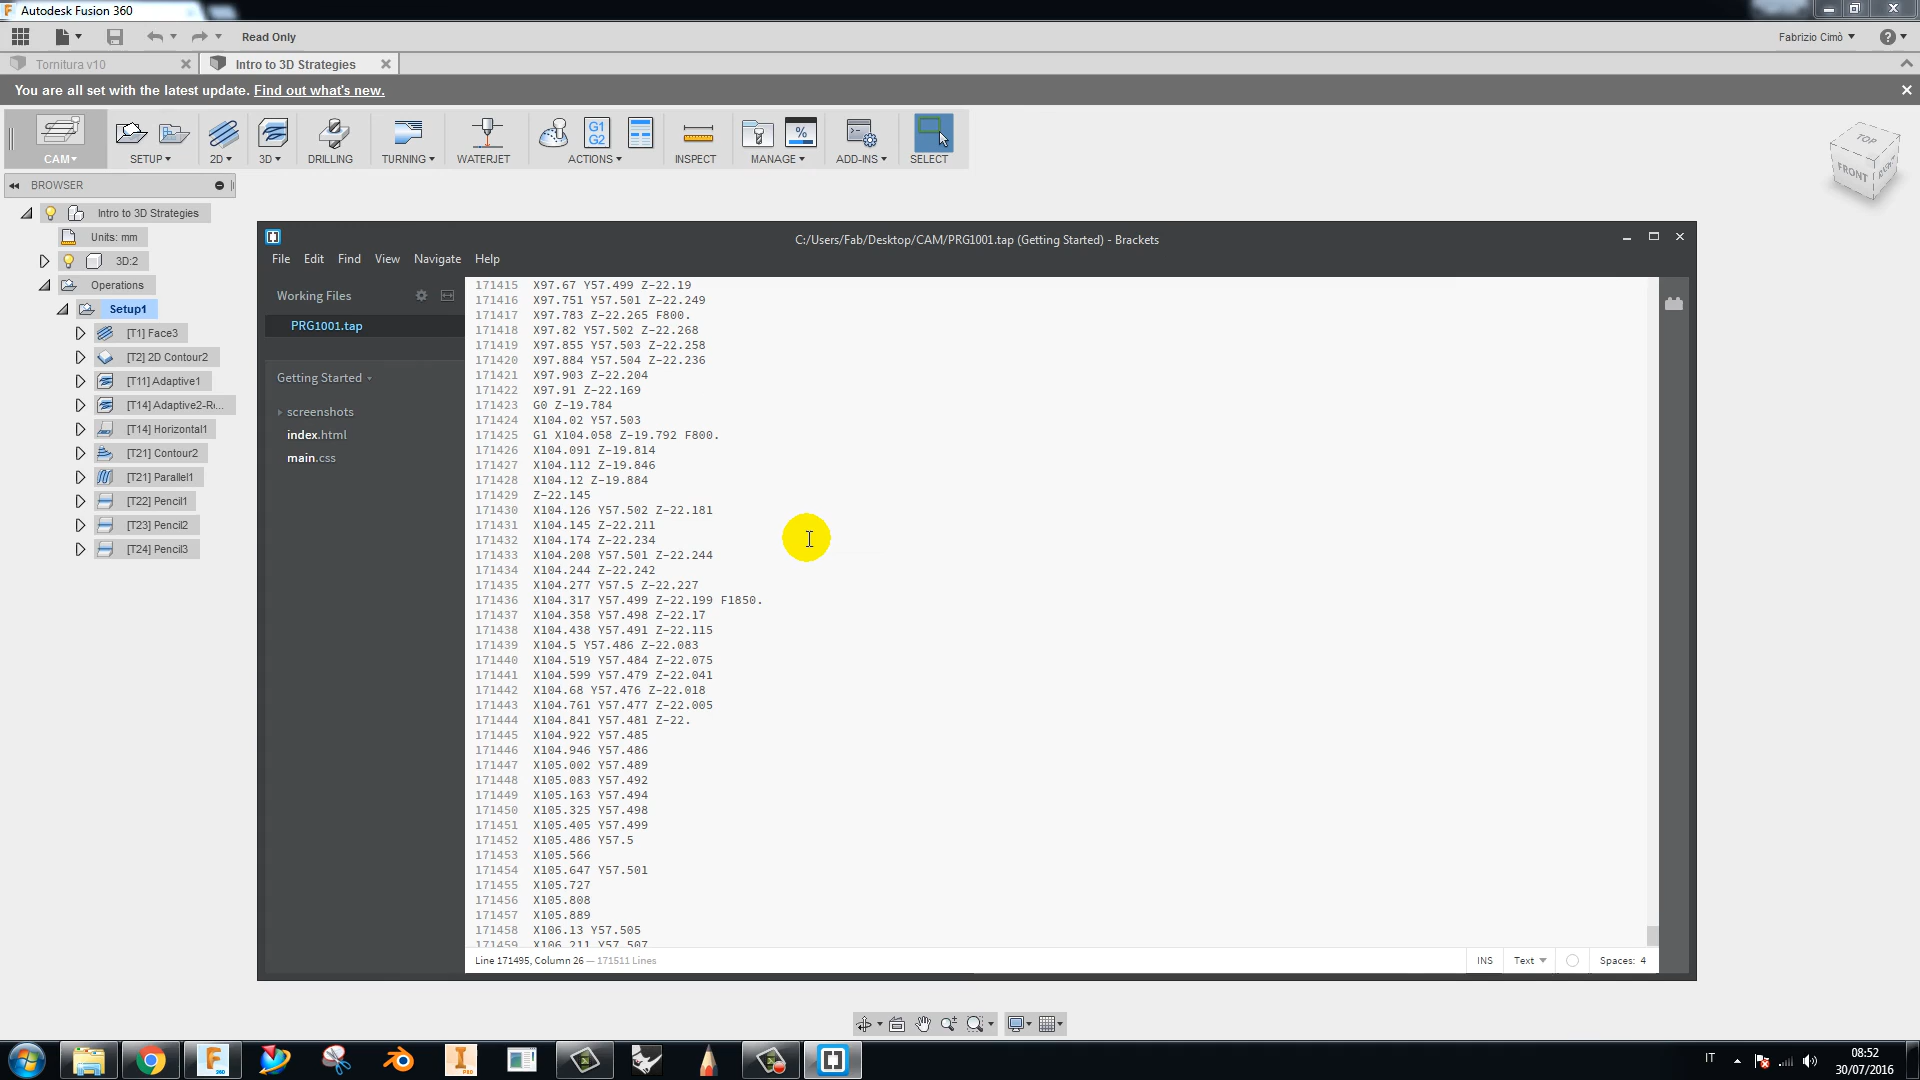 Autodesk Fusion 360
Read Only
Fabrizio Cimò
Tornitura v10
Intro to 3D Strategies
You are all set with the latest update. Find out what's new.
CAM
SETUP
2D
3D
DRILLING
TURNING
WATERJET
G1
G2
ACTIONS
INSPECT
%
MANAGE
ADD-INS
SELECT
TOP
FRONT
BROWSER
Intro to 3D Strategies
Units: mm
3D:2
Operations
Setup1
[T1] Face3
[T2] 2D Contour2
[T11] Adaptive1
[T14] Adaptive2-R...
[T14] Horizontal1
[T21] Contour2
[T21] Parallel1
[T22] Pencil1
[T23] Pencil2
[T24] Pencil3
C:/Users/Fab/Desktop/CAM/PRG1001.tap (Getting Started) - Brackets
File Edit Find View Navigate Help
Working Files
PRG1001.tap
Getting Started
screenshots
index.html
main.css
171415 X97.67 Y57.499 Z-22.19
171416 X97.751 Y57.501 Z-22.249
171417 X97.783 Z-22.265 F800.
171418 X97.82 Y57.502 Z-22.268
171419 X97.855 Y57.503 Z-22.258
171420 X97.884 Y57.504 Z-22.236
171421 X97.903 Z-22.204
171422 X97.91 Z-22.169
171423 G0 Z-19.784
171424 X104.02 Y57.503
171425 G1 X104.058 Z-19.792 F800.
171426 X104.091 Z-19.814
171427 X104.112 Z-19.846
171428 X104.12 Z-19.884
171429 Z-22.145
171430 X104.126 Y57.502 Z-22.181
171431 X104.145 Z-22.211
171432 X104.174 Z-22.234
171433 X104.208 Y57.501 Z-22.244
171434 X104.244 Z-22.242
171435 X104.277 Y57.5 Z-22.227
171436 X104.317 Y57.499 Z-22.199 F1850.
171437 X104.358 Y57.498 Z-22.17
171438 X104.438 Y57.491 Z-22.115
171439 X104.5 Y57.486 Z-22.083
171440 X104.519 Y57.484 Z-22.075
171441 X104.599 Y57.479 Z-22.041
171442 X104.68 Y57.476 Z-22.018
171443 X104.761 Y57.477 Z-22.005
171444 X104.841 Y57.481 Z-22.
171445 X104.922 Y57.485
171446 X104.946 Y57.486
171447 X105.002 Y57.489
171448 X105.083 Y57.492
171449 X105.163 Y57.494
171450 X105.325 Y57.498
171451 X105.405 Y57.499
171452 X105.486 Y57.5
171453 X105.566
171454 X105.647 Y57.501
171455 X105.727
171456 X105.808
171457 X105.889
171458 X106.13 Y57.505
171459 X106.211 Y57.507
Line 171495, Column 26 — 171511 Lines
INS
Text
Spaces: 4
IT
08:52
30/07/2016